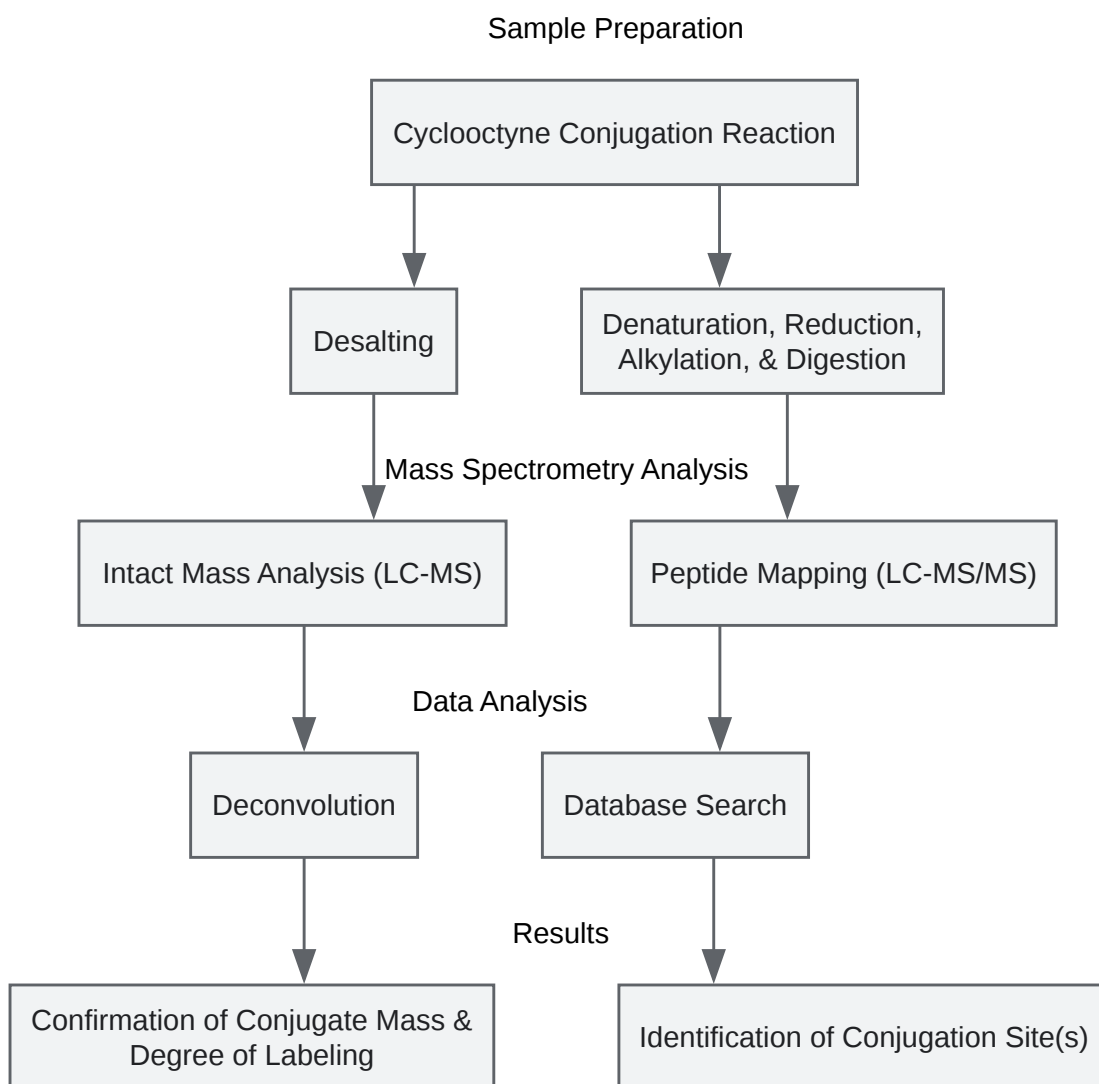 Sample Preparation
Cyclooctyne Conjugation Reaction
Desalting
Denaturation, Reduction,
Alkylation, & Digestion
Mass Spectrometry Analysis
Intact Mass Analysis (LC-MS)
Peptide Mapping (LC-MS/MS)
Data Analysis
Deconvolution
Database Search
Results
Confirmation of Conjugate Mass &
Degree of Labeling
Identification of Conjugation Site(s)